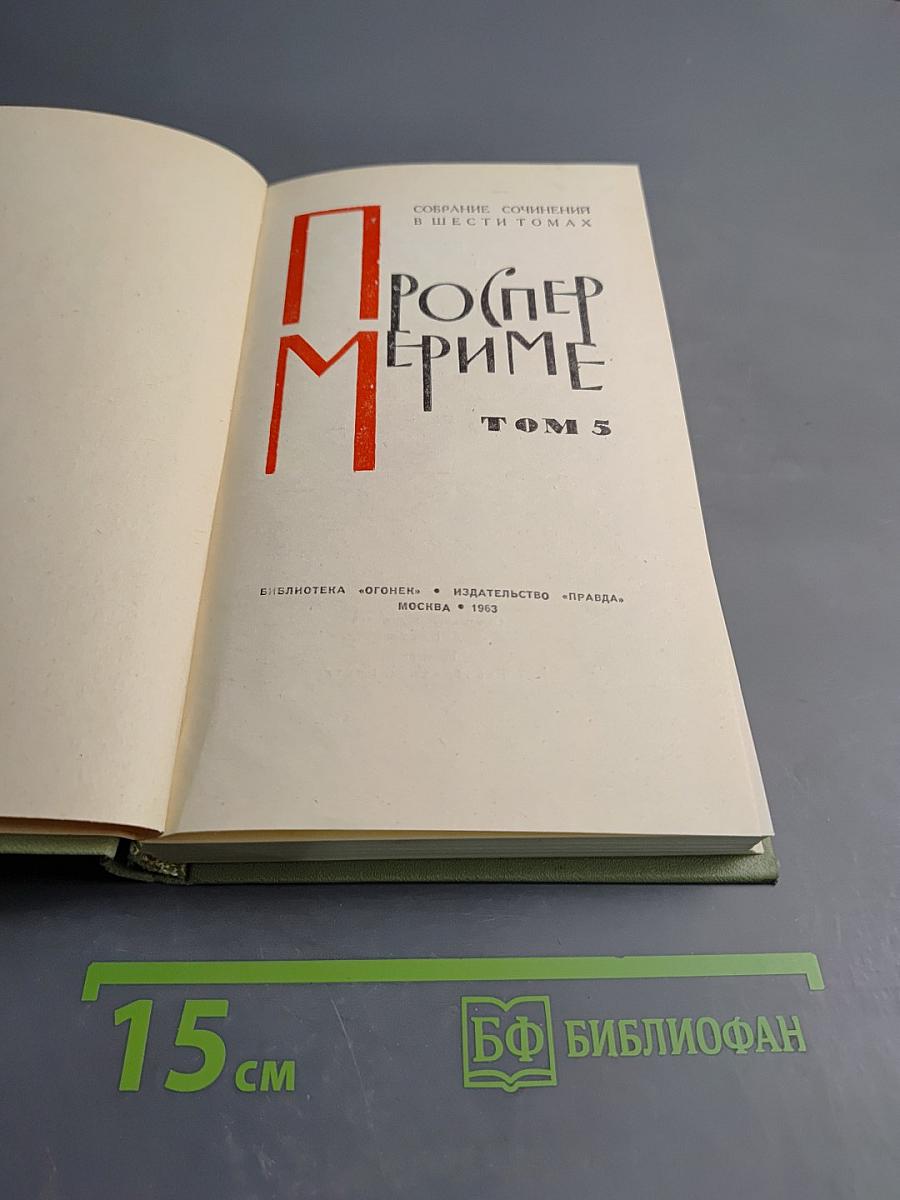 СОБРАНИЕ СОЧИНЕНИЙ
В ШЕСТИ ТОМАХ
ПРОСПЕР
МЕРИМЕ
ТОМ 5
БИБЛИОТЕКА «ОГОНЕК» • ИЗДАТЕЛЬСТВО «ПРАВДА»
МОСКВА • 1963
15 см
БФ БИБЛИОФАН